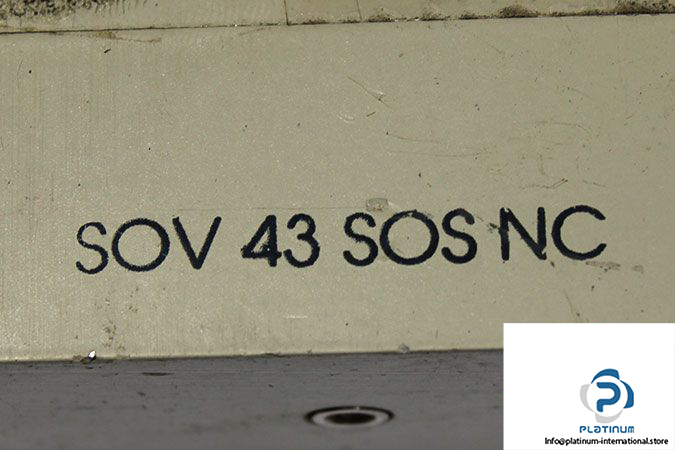 SOV 43 SOS NC
PLATINUM
Info@platinum-international.store